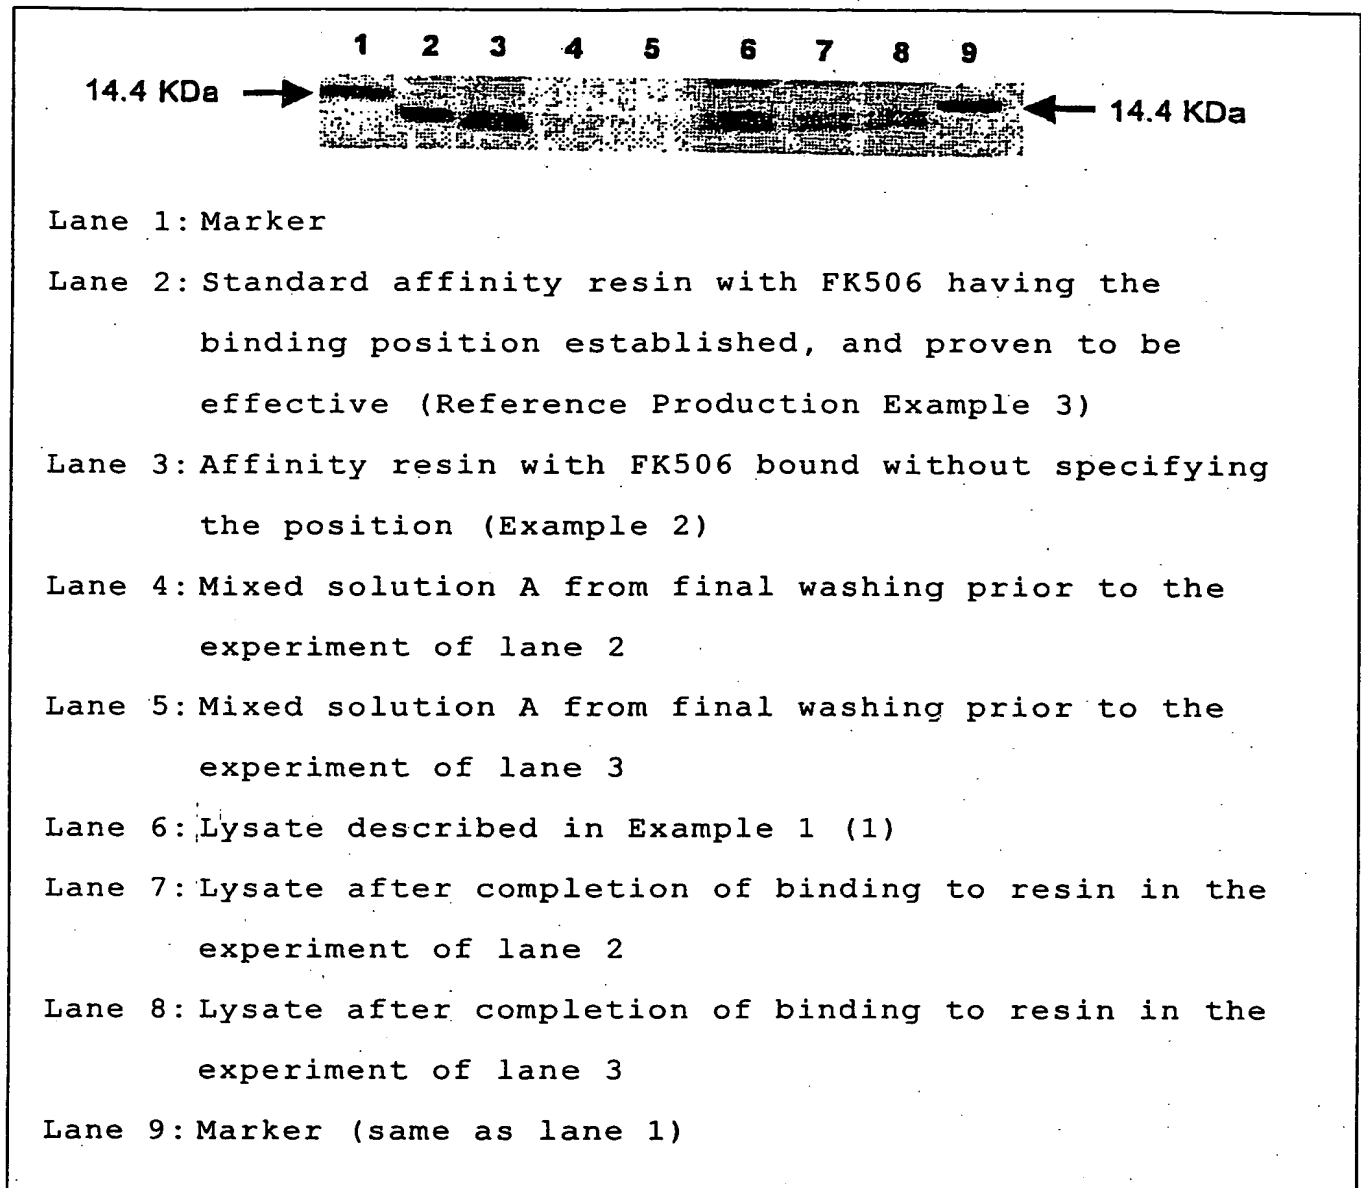 1 2 3 4 5 6 7 8 9
14.4 KDa 14.4 KDa
Lane 1: Marker
Lane 2: Standard affinity resin with FK506 having the
binding position established, and proven to be
effective (Reference Production Example 3)
Lane 3: Affinity resin with FK506 bound without specifying
the position (Example 2)
Lane 4: Mixed solution A from final washing prior to the
experiment of lane 2
Lane 5: Mixed solution A from final washing prior to the
experiment of lane 3
Lane 6: Lysate described in Example 1 (1)
Lane 7: Lysate after completion of binding to resin in the
experiment of lane 2
Lane 8: Lysate after completion of binding to resin in the
experiment of lane 3
Lane 9: Marker (same as lane 1)